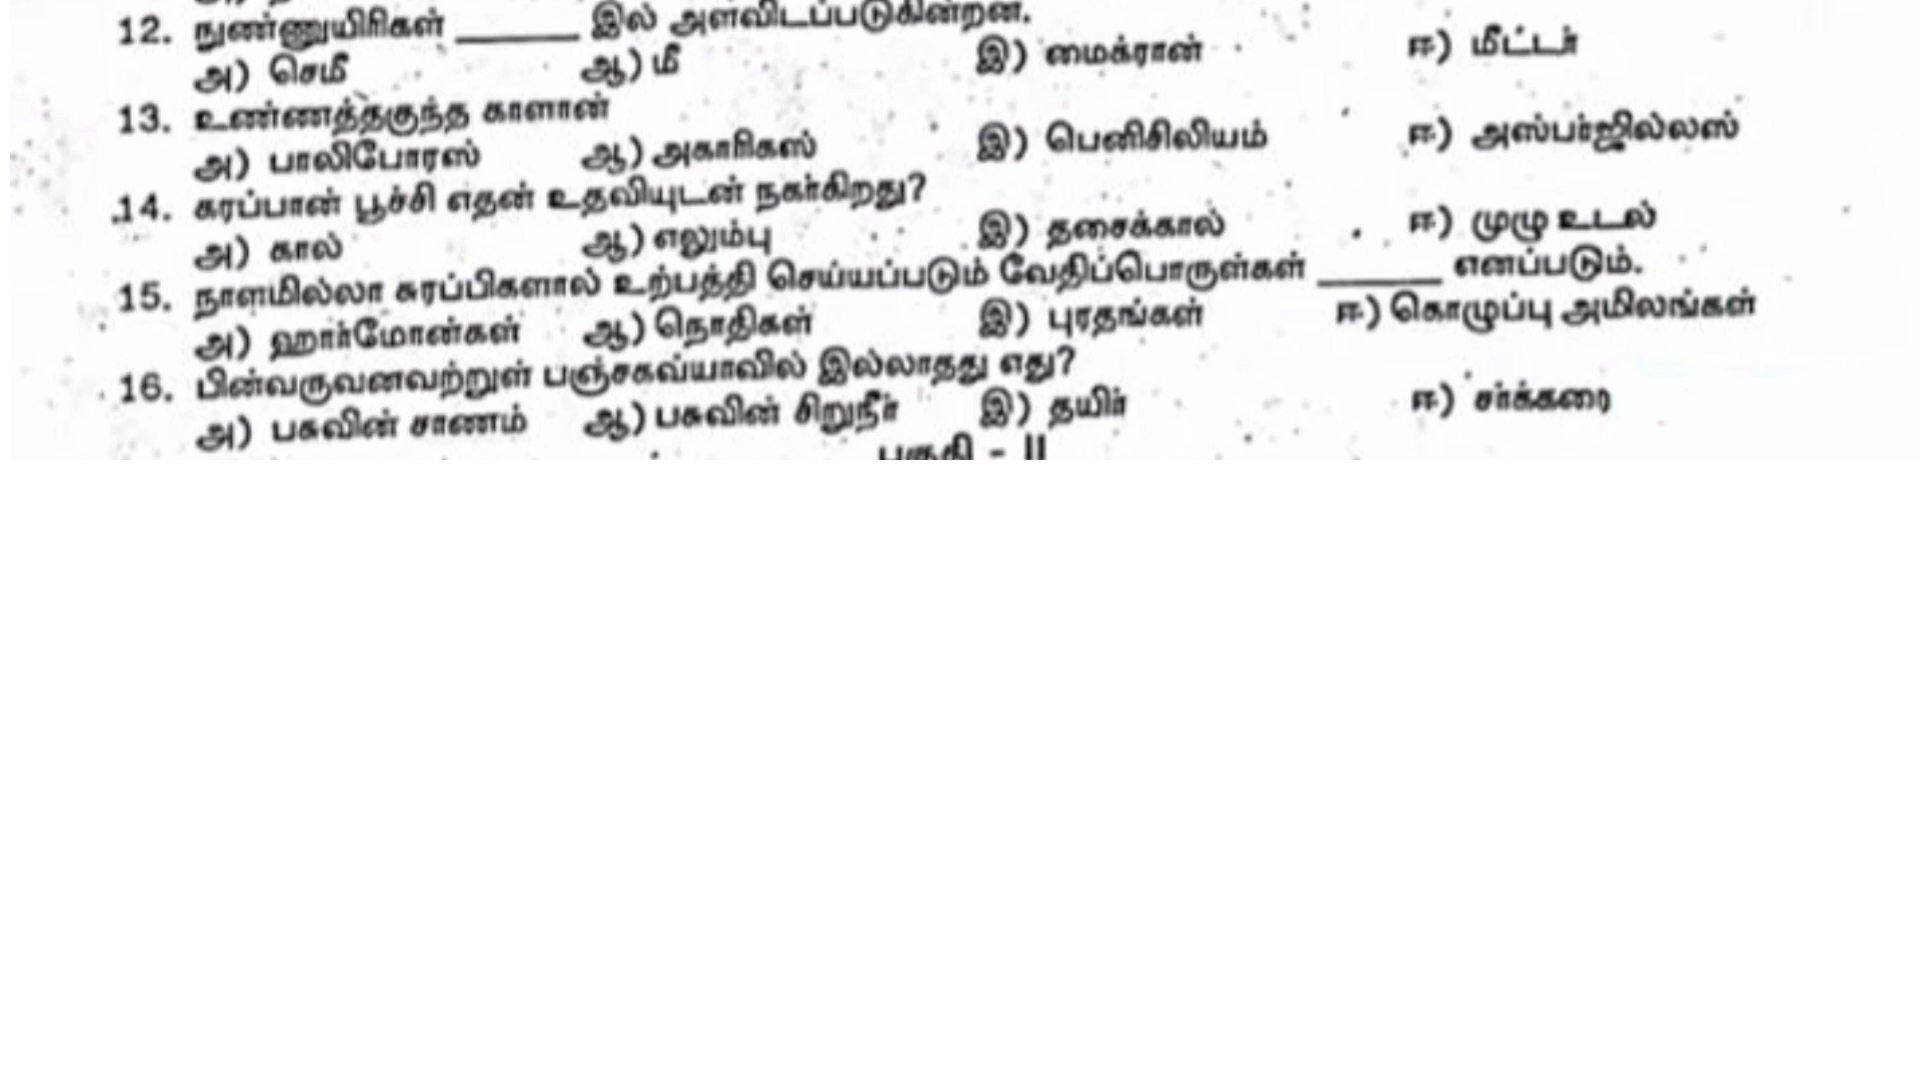 12. நுண்ணுயிரிகள் ______ இல் அளவிடப்படுகின்றன.
அ) செமீ ஆ) மீ இ) மைக்ரான் ஈ) மீட்டர்
13. உண்ணத்தகுந்த காளான்
அ) பாலிபோரஸ் ஆ) அகாரிகஸ் இ) பெனிசிலியம் ஈ) அஸ்பர்ஜில்லஸ்
14. கரப்பான் பூச்சி எதன் உதவியுடன் நகர்கிறது?
அ) கால் ஆ) எலும்பு இ) தசைக்கால் ஈ) முழு உடல்
15. நாளமில்லா சுரப்பிகளால் உற்பத்தி செய்யப்படும் வேதிப்பொருள்கள் ______ எனப்படும்.
அ) ஹார்மோன்கள் ஆ) நொதிகள் இ) புரதங்கள் ஈ) கொழுப்பு அமிலங்கள்
16. பின்வருவனவற்றுள் பஞ்சகவ்யாவில் இல்லாதது எது?
அ) பசுவின் சாணம் ஆ) பசுவின் சிறுநீர் இ) தயிர் ஈ) சர்க்கரை
பகுதி - II